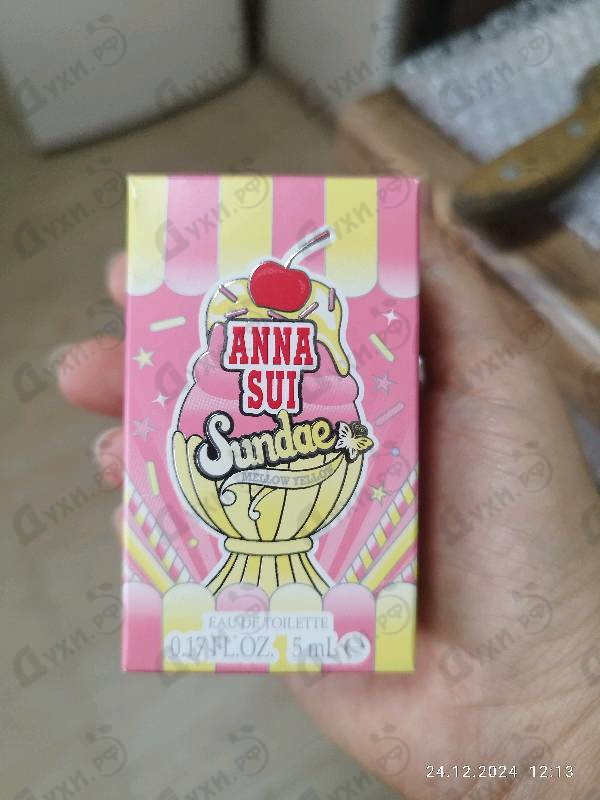 ANNA
SUI
Sundae
MELLOW YELLOW
EAU DE TOILETTE
0.17 FL.OZ. 5 mL ℮
24.12.2024 12:13
Духи.РФ